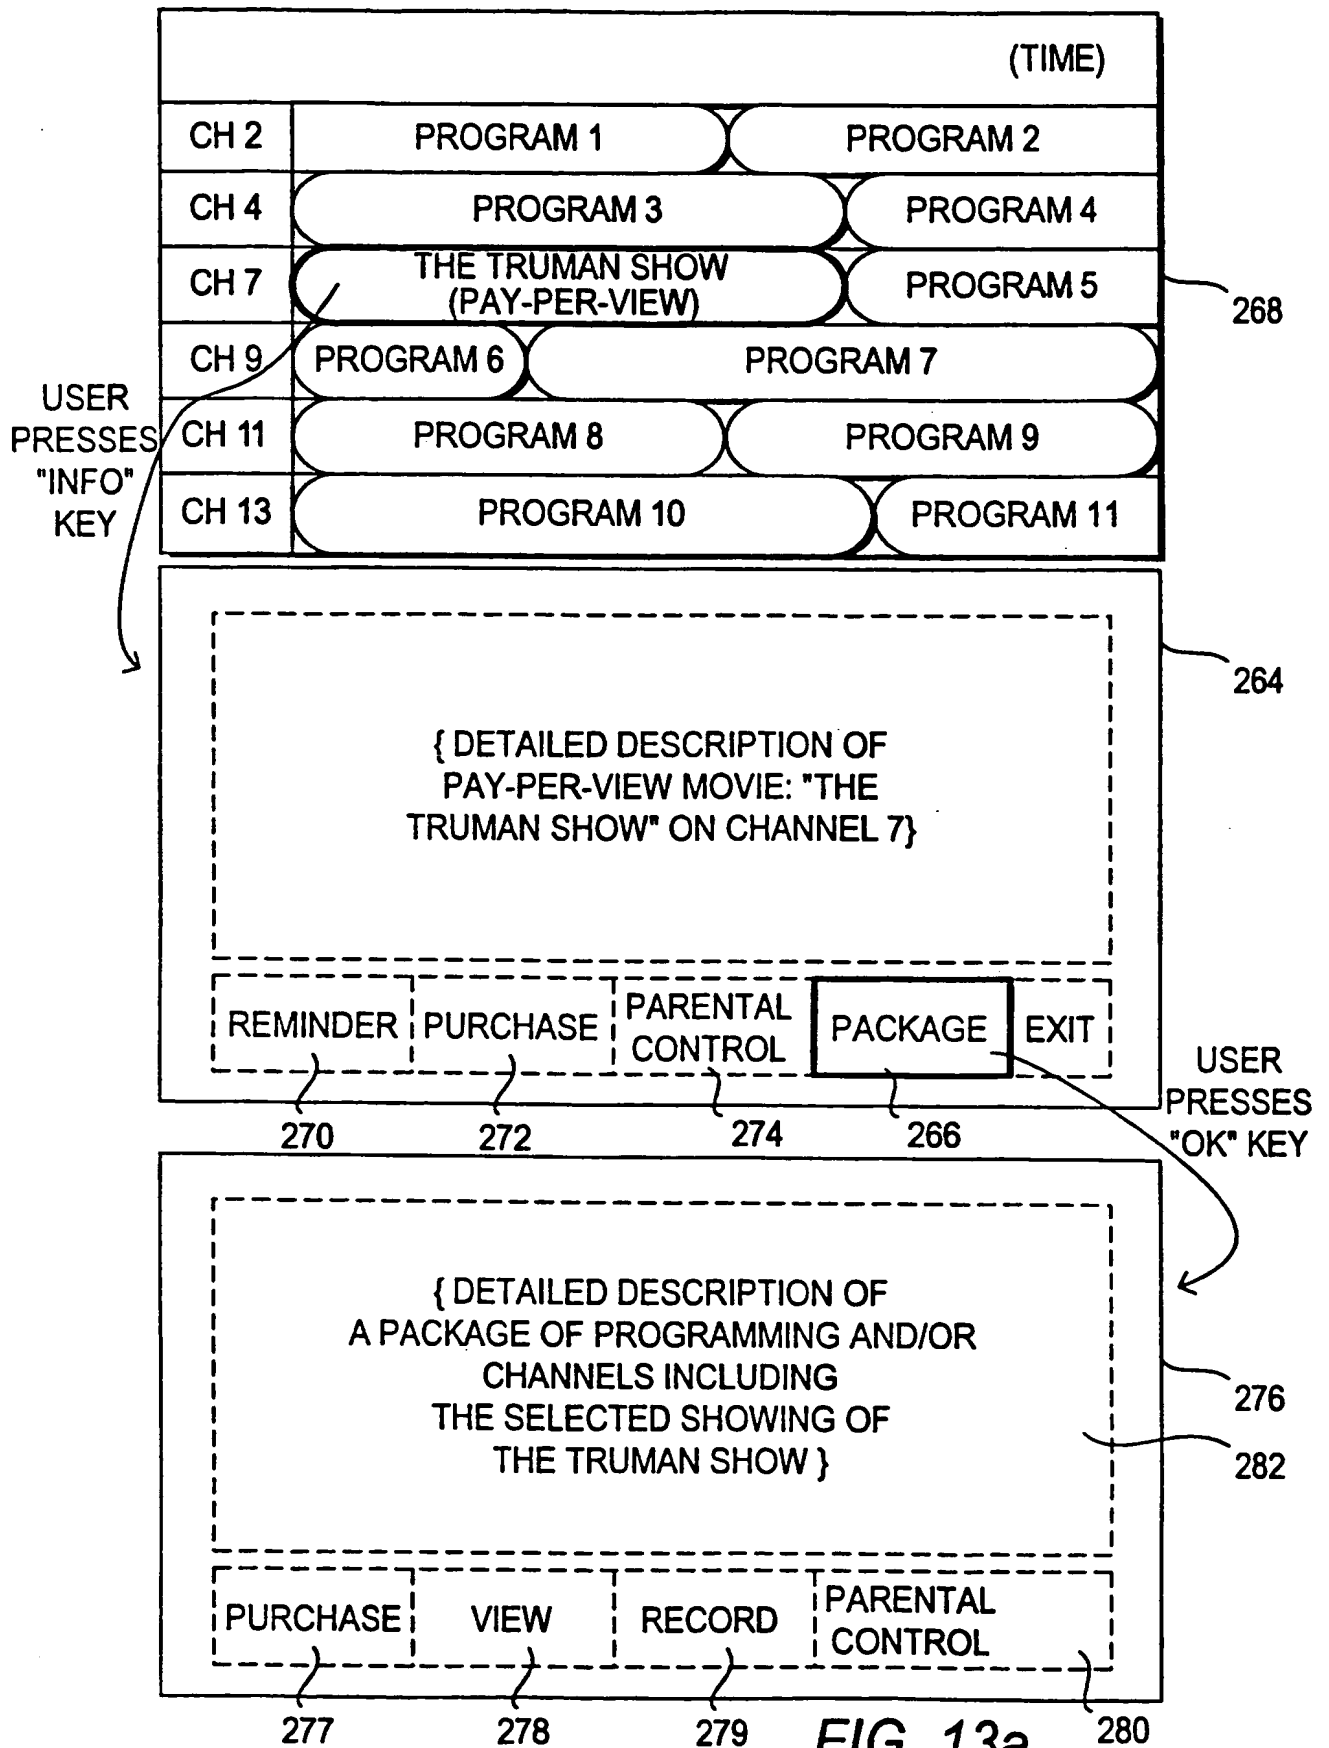 (TIME)
CH 2 PROGRAM 1 PROGRAM 2
CH 4 PROGRAM 3 PROGRAM 4
CH 7 THE TRUMAN SHOW
(PAY-PER-VIEW) PROGRAM 5
268
CH 9 PROGRAM 6 PROGRAM 7
CH 11 PROGRAM 8 PROGRAM 9
CH 13 PROGRAM 10 PROGRAM 11
USER
PRESSES
"INFO"
KEY
264
{ DETAILED DESCRIPTION OF
PAY-PER-VIEW MOVIE: "THE
TRUMAN SHOW" ON CHANNEL 7}
REMINDER PURCHASE PARENTAL
CONTROL PACKAGE EXIT
270 272 274 266
USER
PRESSES
"OK" KEY
{ DETAILED DESCRIPTION OF
A PACKAGE OF PROGRAMMING AND/OR
CHANNELS INCLUDING
THE SELECTED SHOWING OF
THE TRUMAN SHOW }
276
282
PURCHASE VIEW RECORD PARENTAL
CONTROL
277 278 279 280
FIG. 13a